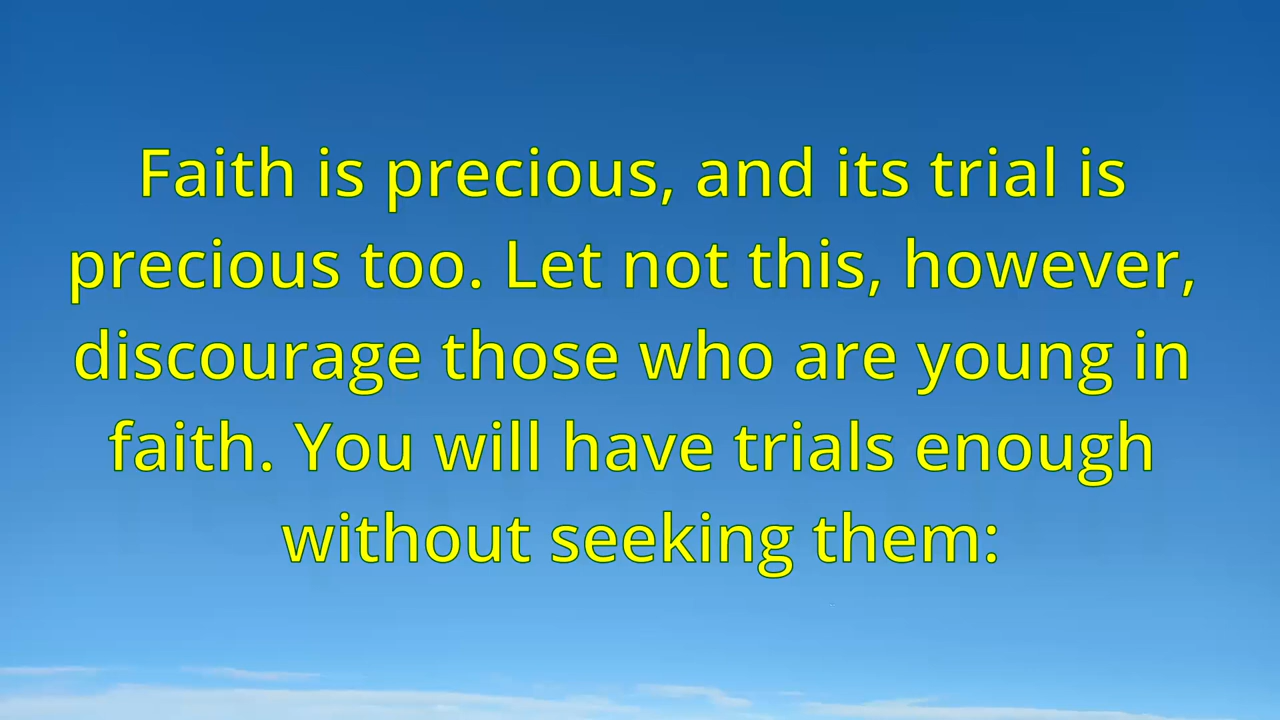 Faith is precious, and its trial is
precious too. Let not this, however,
discourage those who are young in
faith. You will have trials enough
without seeking them: